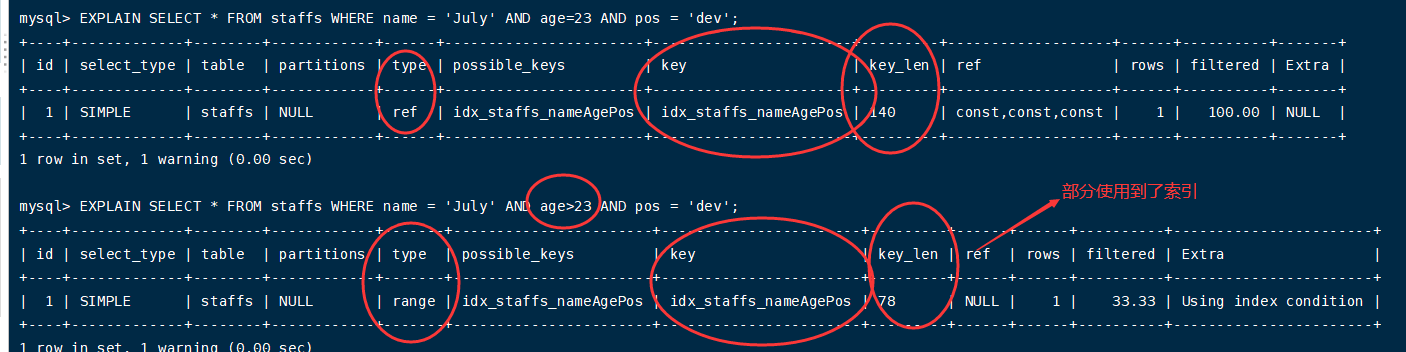 mysql> EXPLAIN SELECT * FROM staffs WHERE name = 'July' AND age=23 AND pos = 'dev';
+----+-------------+--------+------------+------+-----------------------+-----------------------+---------+-------------------+------+----------+-------+
| id | select_type | table  | partitions | type | possible_keys         | key                   | key_len | ref               | rows | filtered | Extra |
+----+-------------+--------+------------+------+-----------------------+-----------------------+---------+-------------------+------+----------+-------+
|  1 | SIMPLE      | staffs | NULL       | ref  | idx_staffs_nameAgePos | idx_staffs_nameAgePos | 140     | const,const,const |    1 |   100.00 | NULL  |
+----+-------------+--------+------------+------+-----------------------+-----------------------+---------+-------------------+------+----------+-------+
1 row in set, 1 warning (0.00 sec)
部分使用到了索引
mysql> EXPLAIN SELECT * FROM staffs WHERE name = 'July' AND age>23 AND pos = 'dev';
+----+-------------+--------+------------+-------+-----------------------+-----------------------+---------+------+------+----------+-----------------------+
| id | select_type | table  | partitions | type  | possible_keys         | key                   | key_len | ref  | rows | filtered | Extra                 |
+----+-------------+--------+------------+-------+-----------------------+-----------------------+---------+------+------+----------+-----------------------+
|  1 | SIMPLE      | staffs | NULL       | range | idx_staffs_nameAgePos | idx_staffs_nameAgePos | 78      | NULL |    1 |    33.33 | Using index condition |
+----+-------------+--------+------------+-------+-----------------------+-----------------------+---------+------+------+----------+-----------------------+
1 row in set, 1 warning (0.00 sec)